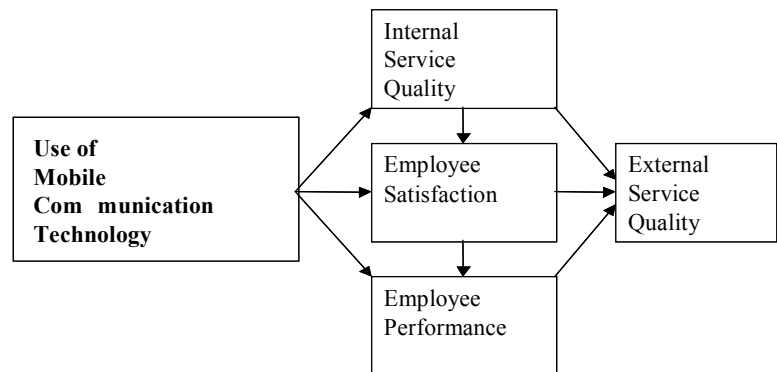 Internal
Service
Quality
Use of
Mobile
Com munication
Technology
Employee
Satisfaction
External
Service
Quality
Employee
Performance